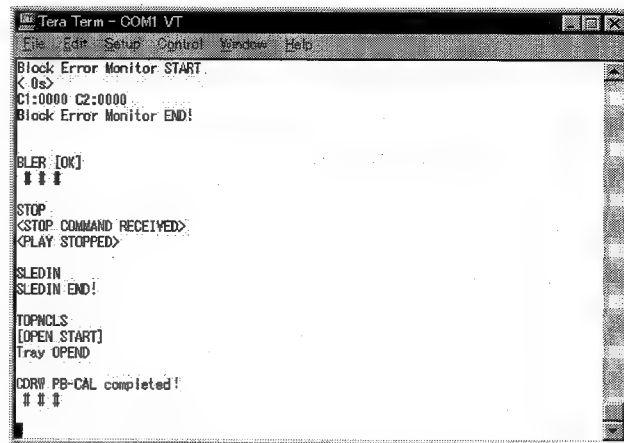 Tera Term - COM1 VT
File Edit Setup Control Window Help
Block Error Monitor START
< 0s>
C1:0000 C2:0000
Block Error Monitor END!
BLER [OK]
# # #
STOP
<STOP COMMAND RECEIVED>
<PLAY STOPPED>
SLEDIN
SLEDIN END!
TOPNCLS
[OPEN START]
Tray OPEND
CDRW PB-CAL completed!
# # #